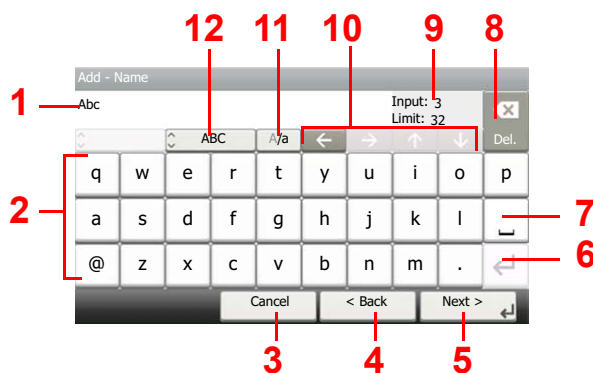 12 11 10 9 8
Add - Name
1 Abc Input: 3
Limit: 32
ABC A/a ← → ↑ ↓ Del.
2 q w e r t y u i o p
a s d f g h j k l 7
@ z x c v b n m . 6
Cancel < Back Next >
3 4 5